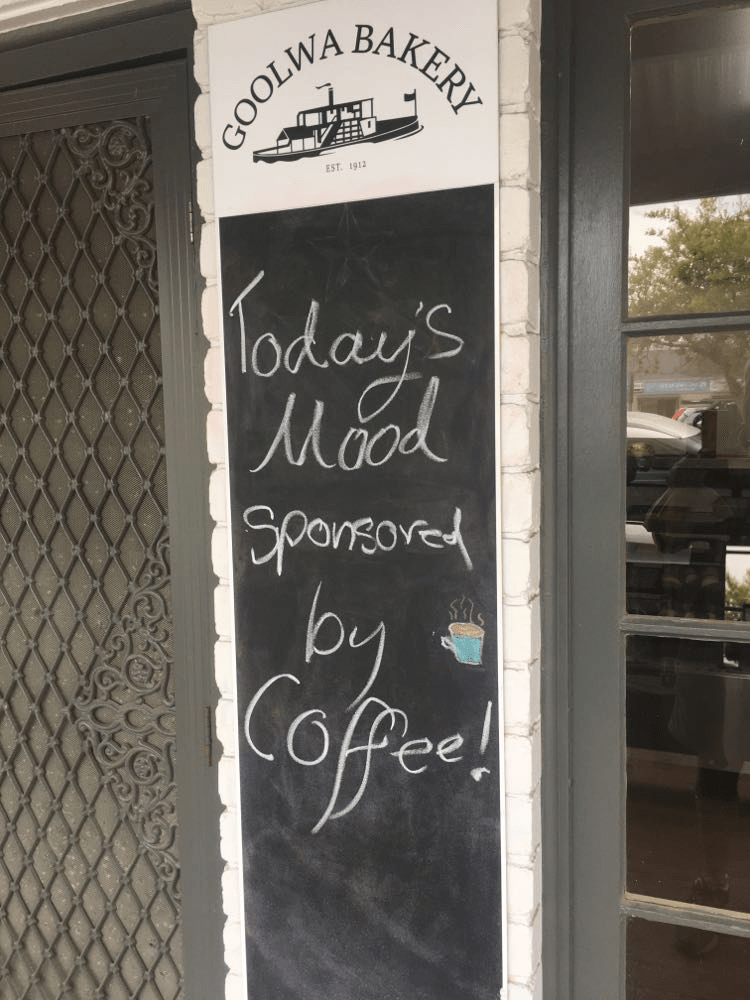 GOOLWA BAKERY
EST. 1912
Today's
Mood
Sponsored
by
Coffee!